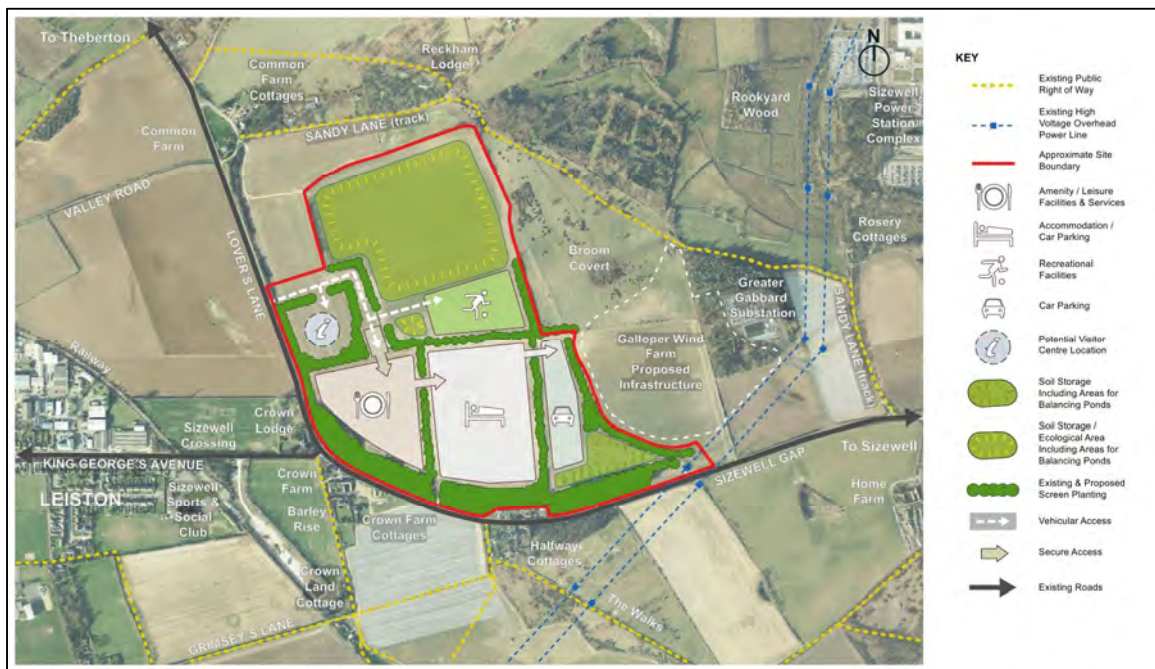 To Theberton
Reckham
Lodge
Common
Farm
Cottages
N
Rookyard
Wood
Sizewell
Power
Station
Complex
SANDY LANE (track)
Common
Farm
VALLEY ROAD
LOVER'S LANE
Broom
Covert
Rosery
Cottages
Greater
Gabbard
Substation
SANDY LANE (track)
Galloper Wind
Farm
Proposed
Infrastructure
Railway
Crown
Lodge
Sizewell
Crossing
To Sizewell
KING GEORGE'S AVENUE
SIZEWELL GAP
LEISTON
Sizewell
Sports &
Social
Club
Crown
Farm
Barley
Rise
Crown Farm
Cottages
Home
Farm
Halfway
Cottages
Crown
Land
Cottage
The Walks
GRIMSEY'S LANE
KEY
Existing Public
Right of Way
Existing High
Voltage Overhead
Power Line
Approximate Site
Boundary
Amenity / Leisure
Facilities & Services
Accommodation /
Car Parking
Recreational
Facilities
Car Parking
Potential Visitor
Centre Location
Soil Storage
Including Areas for
Balancing Ponds
Soil Storage /
Ecological Area
Including Areas for
Balancing Ponds
Existing & Proposed
Screen Planting
Vehicular Access
Secure Access
Existing Roads